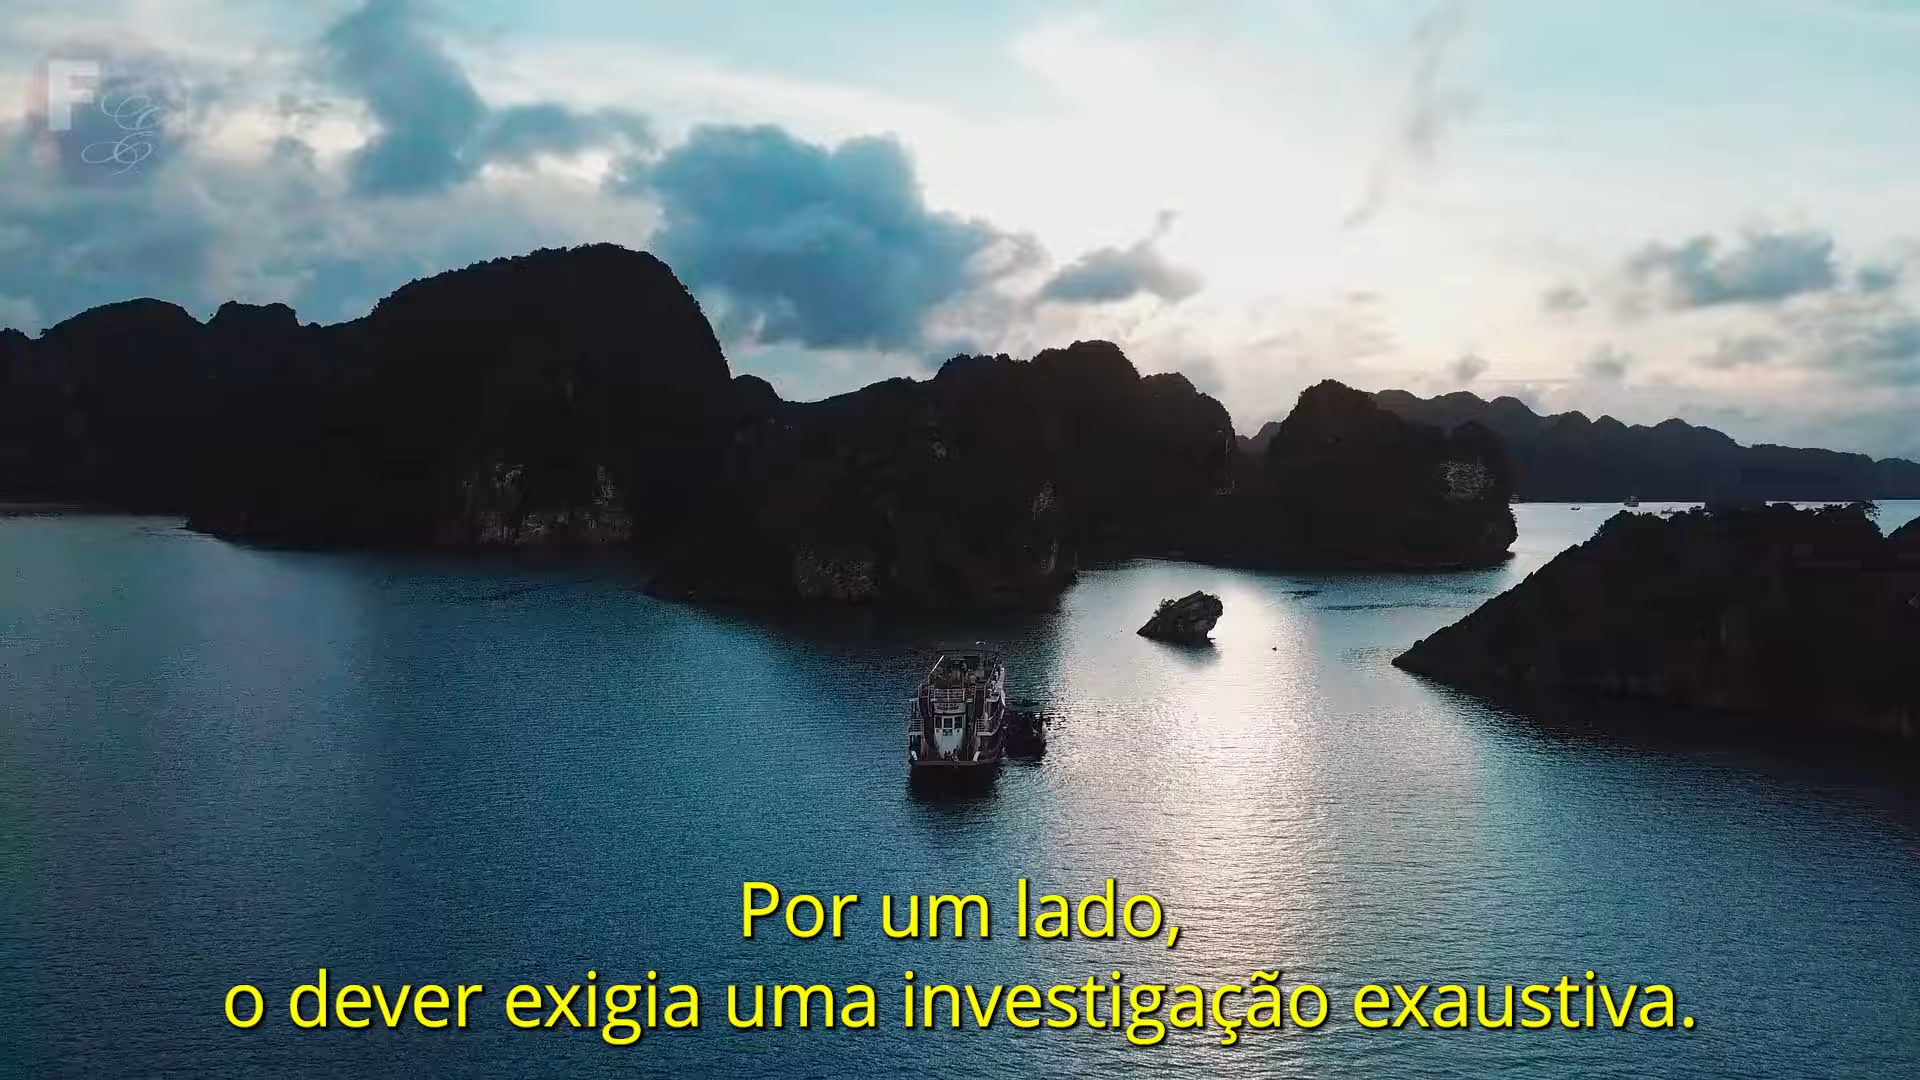 Por um lado,
o dever exigia uma investigação exaustiva.